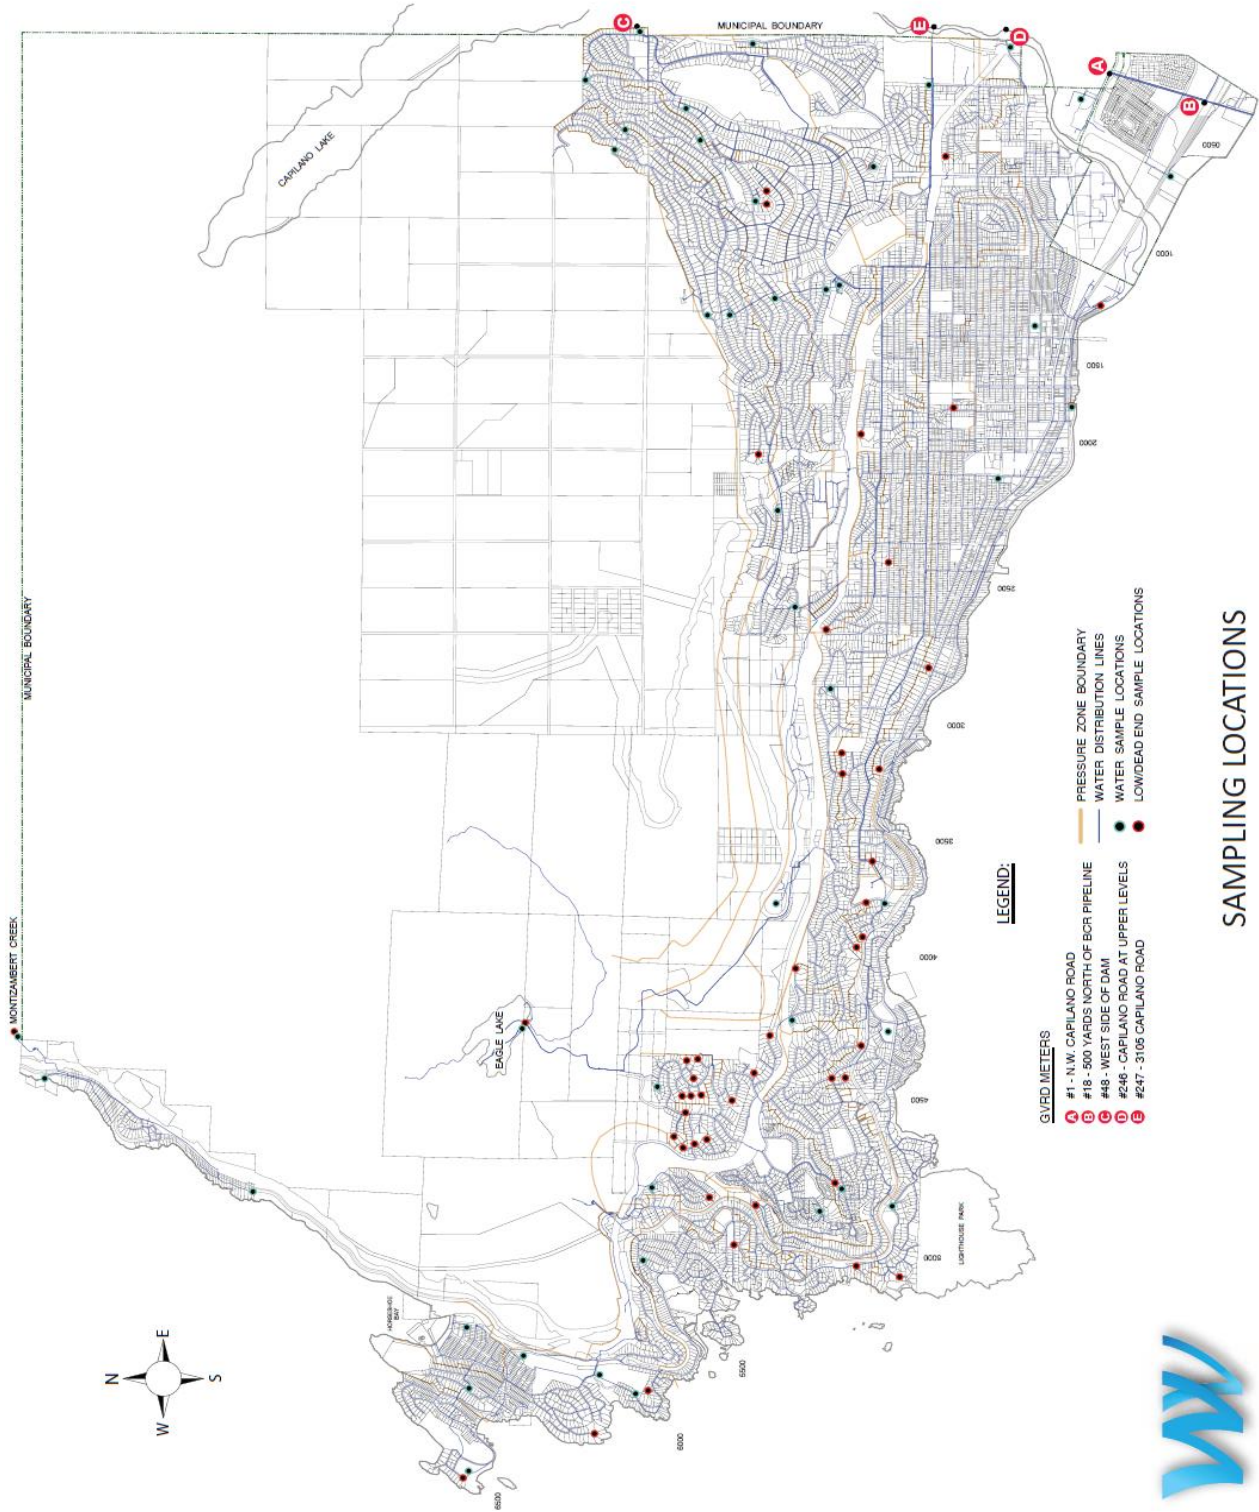 MUNICIPAL BOUNDARY
MONTIZAMBERT CREEK
MUNICIPAL BOUNDARY
CAPILANO LAKE
EAGLE LAKE
HORSESHOE
BAY
LIGHTHOUSE PARK
N
W
E
S
C
E
D
A
B
6500
6000
5500
5000
4500
4000
3500
3000
2500
2000
1500
1000
0500
LEGEND:
GVRD METERS
A #1 - N.W. CAPILANO ROAD
B #18 - 500 YARDS NORTH OF BCR PIPELINE
C #48 - WEST SIDE OF DAM
D #246 - CAPILANO ROAD AT UPPER LEVELS
E #247 - 3105 CAPILANO ROAD
PRESSURE ZONE BOUNDARY
WATER DISTRIBUTION LINES
WATER SAMPLE LOCATIONS
LOW/DEAD END SAMPLE LOCATIONS
SAMPLING LOCATIONS